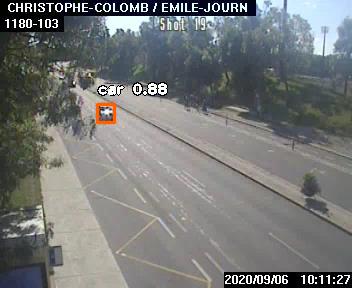 CHRISTOPHE-COLOMB / EMILE-JOURN
1180-103
Shot 19
car 0.88
2020/09/06 10:11:27